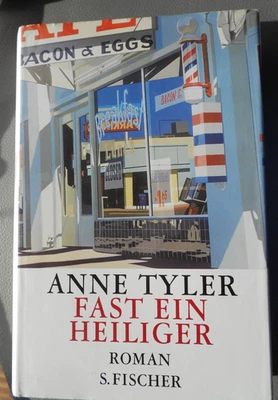 BACON & EGGS
ANNE TYLER
FAST EIN
HEILIGER
ROMAN
S. FISCHER